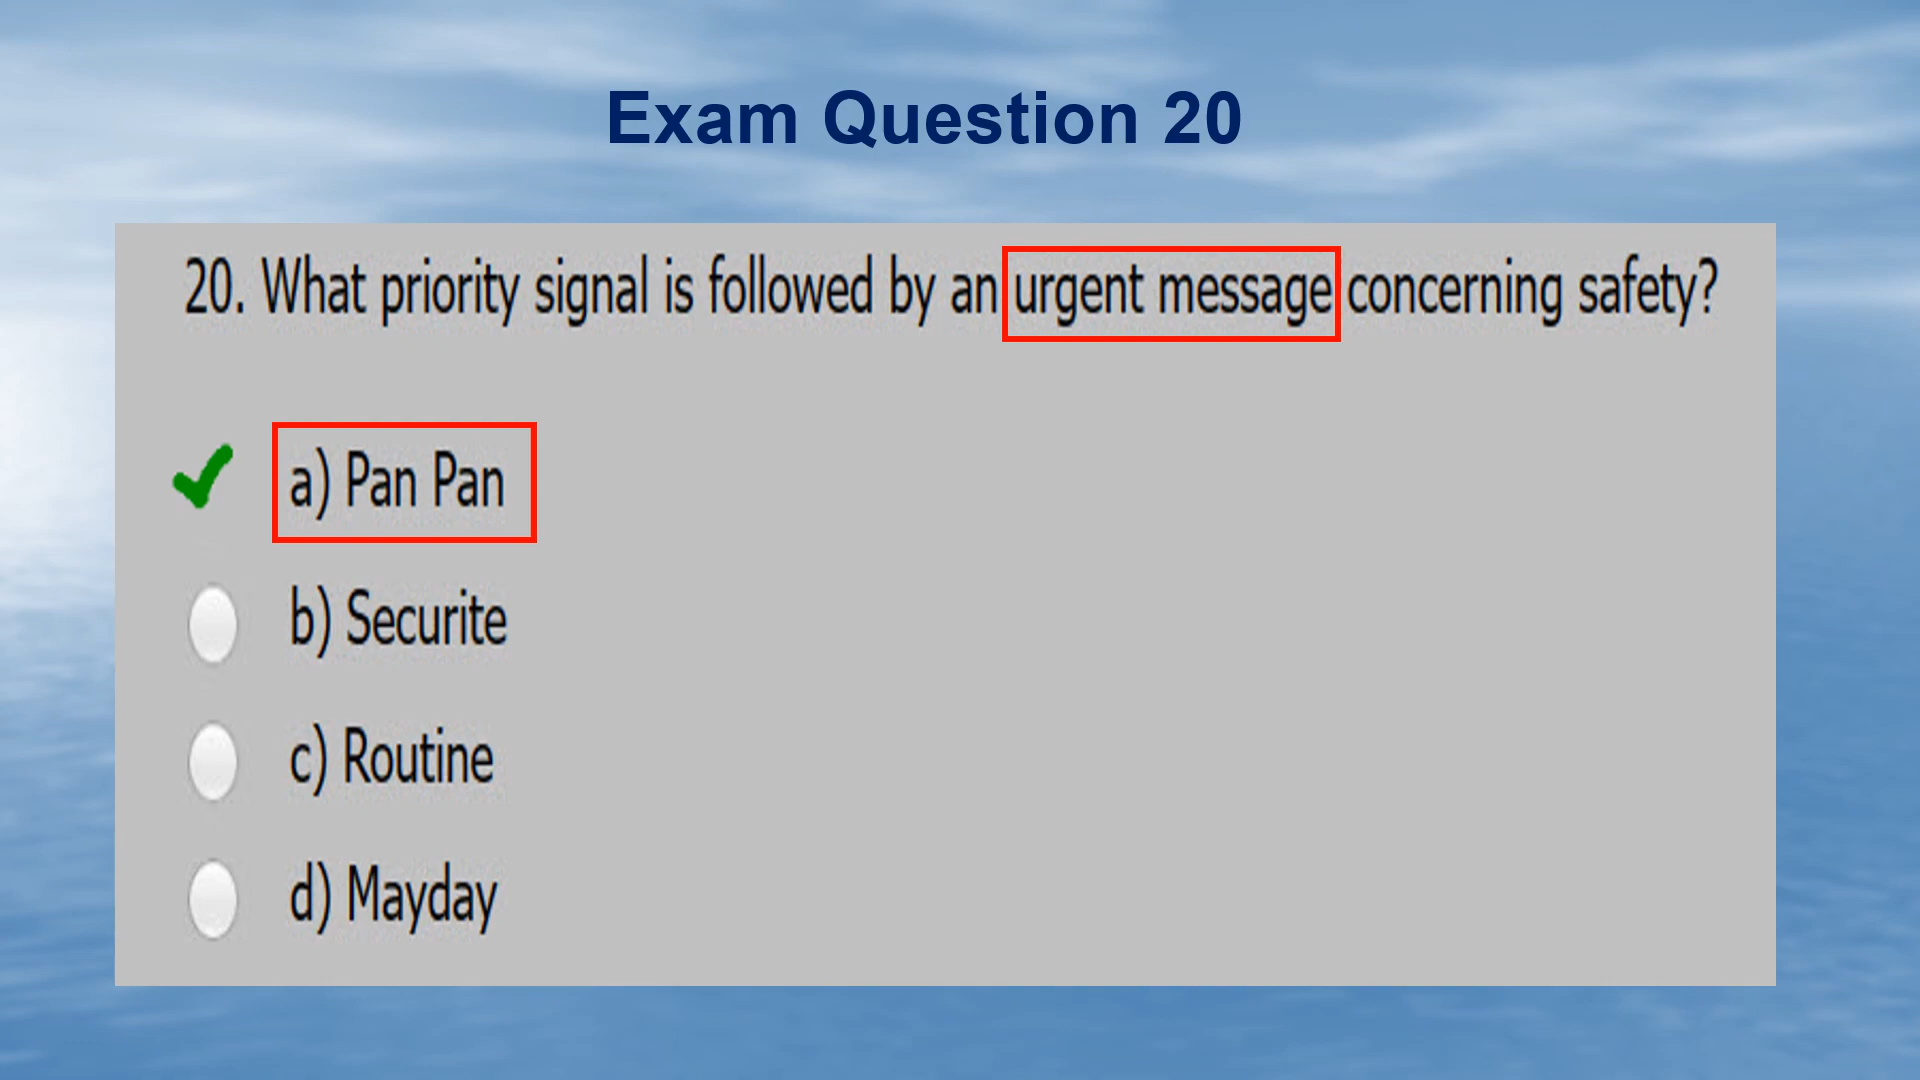 Exam Question 20
20. What priority signal is followed by an urgent message concerning safety?
a) Pan Pan
b) Securite
c) Routine
d) Mayday